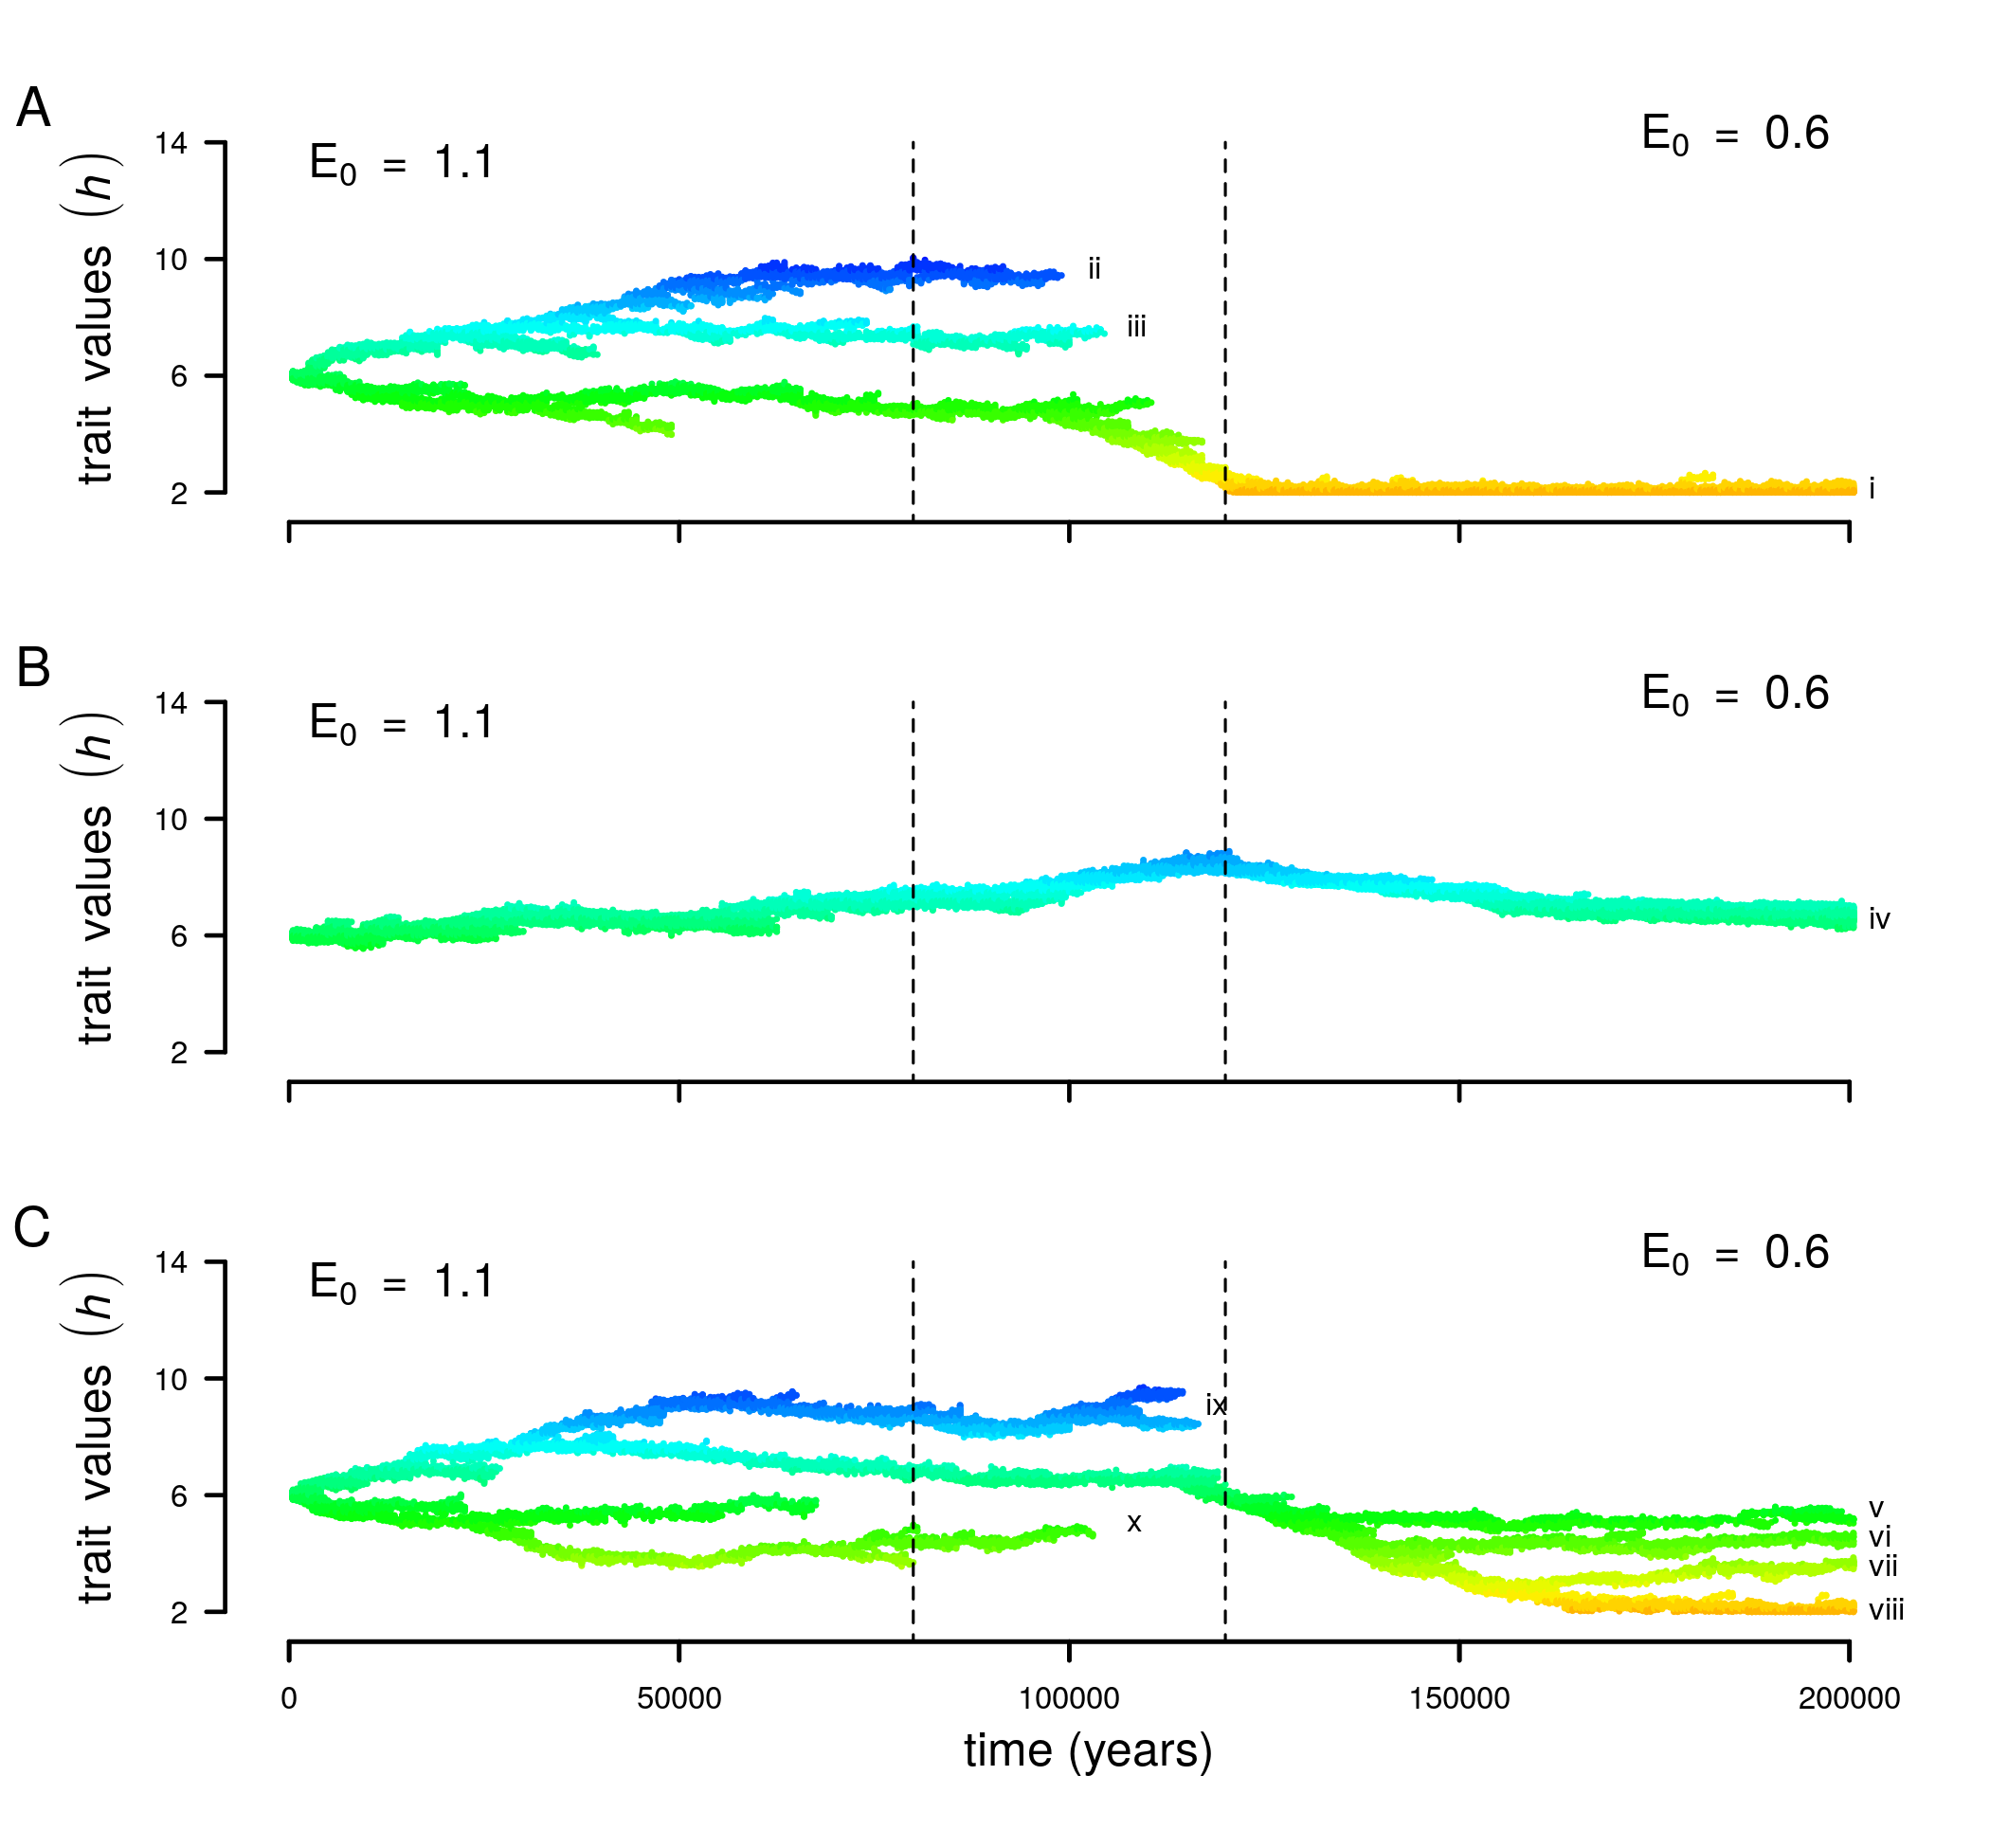 A
trait values (h)
14
10
6
2
E₀ = 1.1
E₀ = 0.6
ii
iii
i
B
trait values (h)
14
10
6
2
E₀ = 1.1
E₀ = 0.6
iv
C
trait values (h)
14
10
6
2
E₀ = 1.1
E₀ = 0.6
ix
x
v
vi
vii
viii
0 50000 100000 150000 200000
time (years)